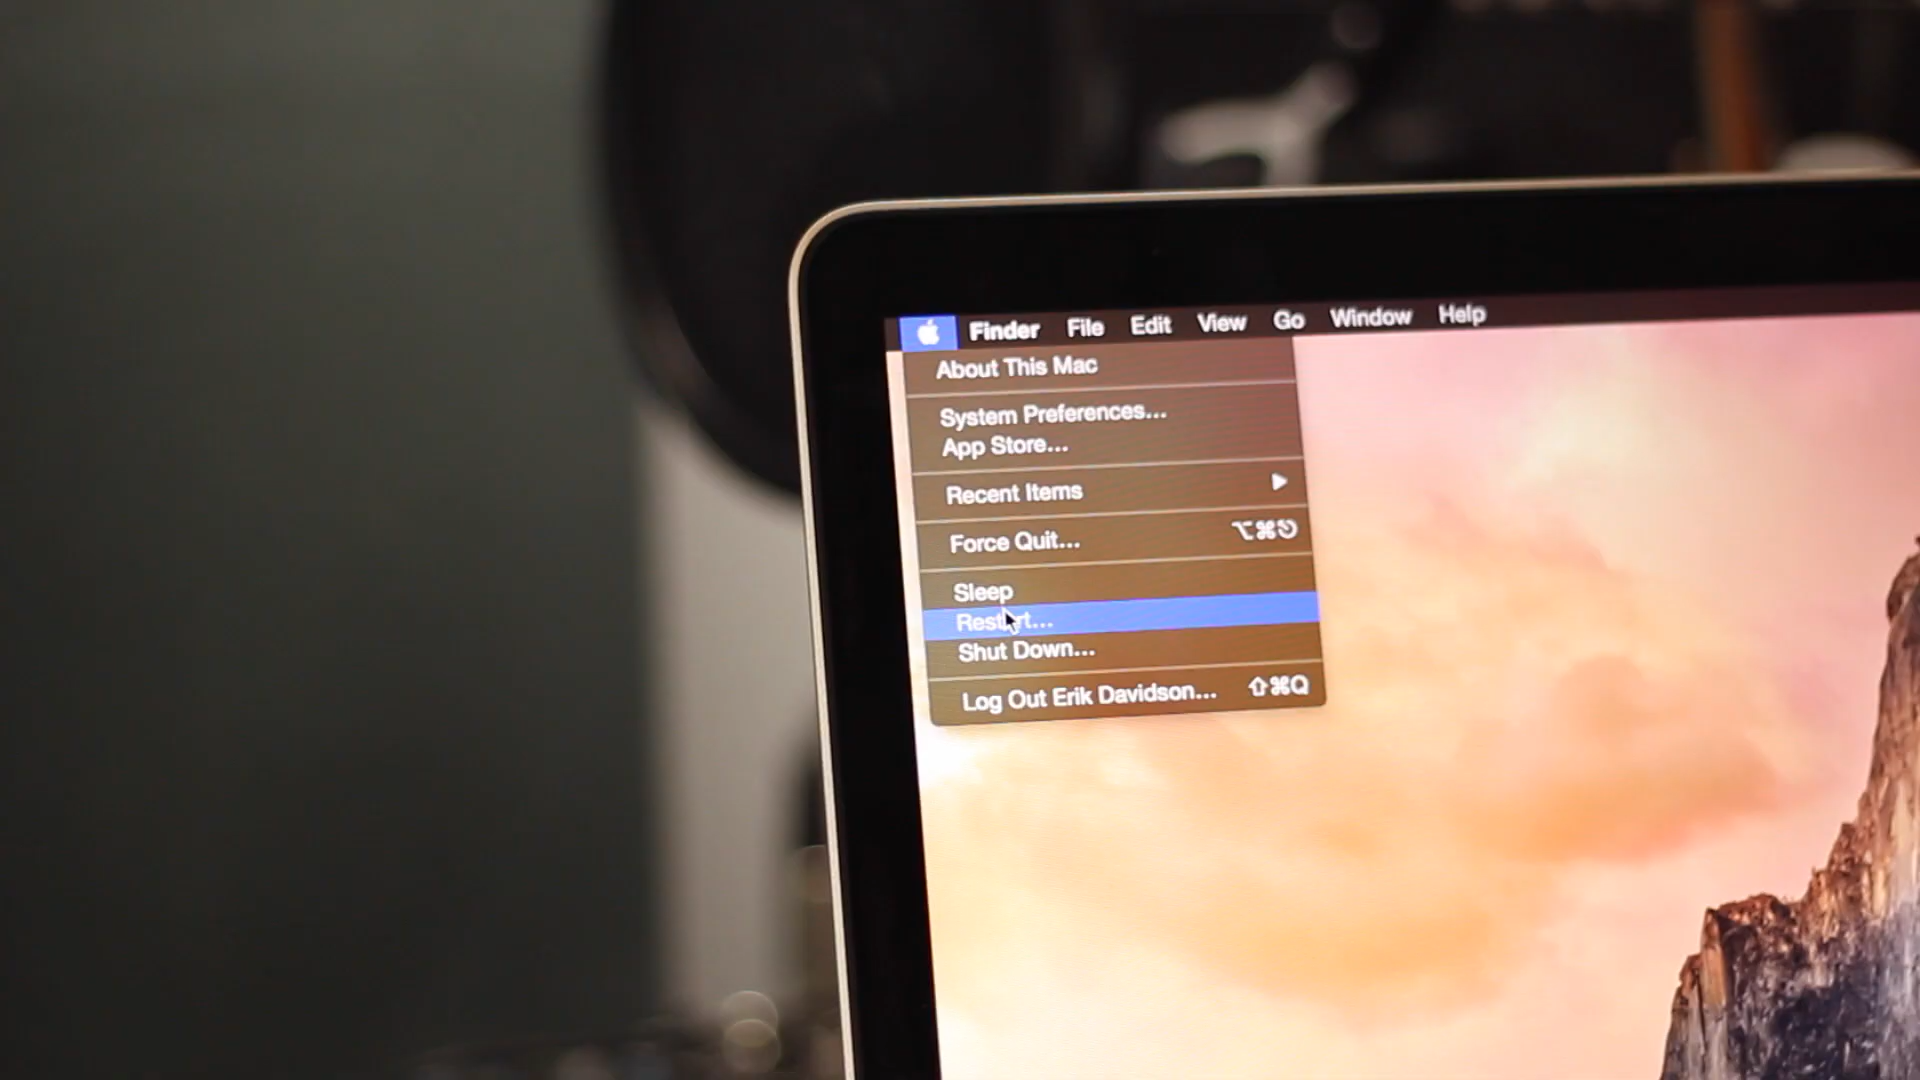 Finder File Edit View Go Window Help
About This Mac
System Preferences...
App Store...
Recent Items ▶
Force Quit... ⌥⌘⎋
Sleep
Restart...
Shut Down...
Log Out Erik Davidson... ⇧⌘Q